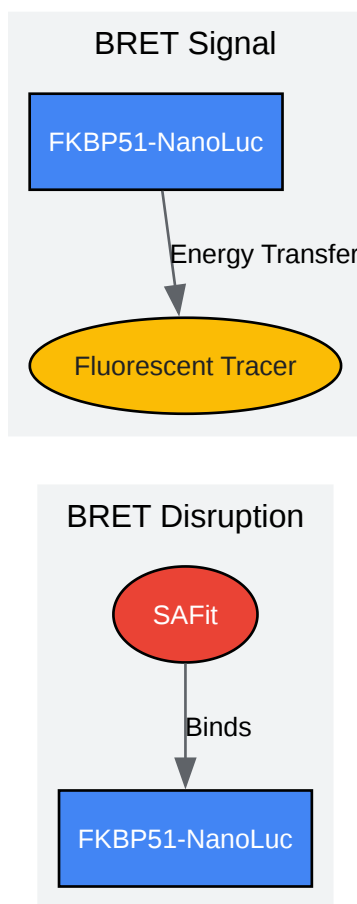 BRET Signal
FKBP51-NanoLuc
Energy Transfer
Fluorescent Tracer
BRET Disruption
SAFit
Binds
FKBP51-NanoLuc